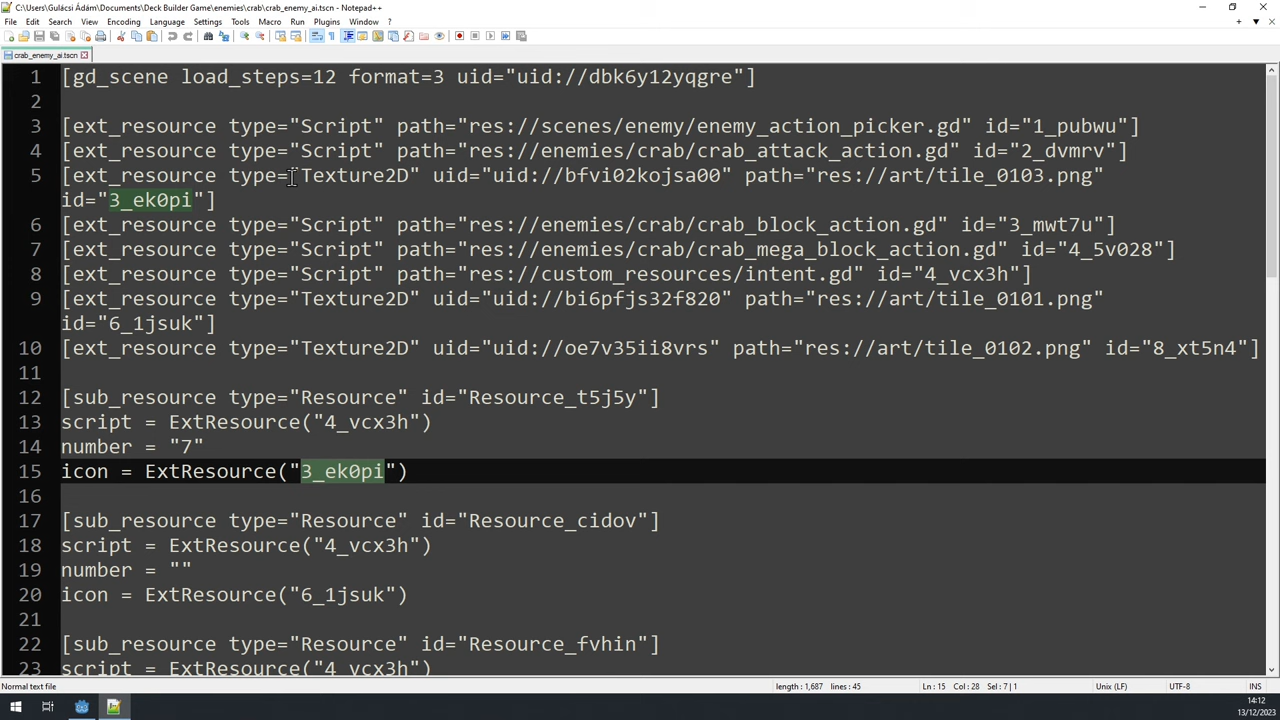 C:\Users\Gulácsi Ádám\Documents\Deck Builder Game\enemies\crab\crab_enemy_ai.tscn - Notepad++
File Edit Search View Encoding Language Settings Tools Macro Run Plugins Window ?
crab_enemy_ai.tscn
1 [gd_scene load_steps=12 format=3 uid="uid://dbk6y12yqgre"]
2
3 [ext_resource type="Script" path="res://scenes/enemy/enemy_action_picker.gd" id="1_pubwu"]
4 [ext_resource type="Script" path="res://enemies/crab/crab_attack_action.gd" id="2_dvmrv"]
5 [ext_resource type="Texture2D" uid="uid://bfvi02kojsa00" path="res://art/tile_0103.png"
id="3_ek0pi"]
6 [ext_resource type="Script" path="res://enemies/crab/crab_block_action.gd" id="3_mwt7u"]
7 [ext_resource type="Script" path="res://enemies/crab/crab_mega_block_action.gd" id="4_5v028"]
8 [ext_resource type="Script" path="res://custom_resources/intent.gd" id="4_vcx3h"]
9 [ext_resource type="Texture2D" uid="uid://bi6pfjs32f820" path="res://art/tile_0101.png"
id="6_1jsuk"]
10 [ext_resource type="Texture2D" uid="uid://oe7v35ii8vrs" path="res://art/tile_0102.png" id="8_xt5n4"]
11
12 [sub_resource type="Resource" id="Resource_t5j5y"]
13 script = ExtResource("4_vcx3h")
14 number = "7"
15 icon = ExtResource("3_ek0pi")
16
17 [sub_resource type="Resource" id="Resource_cidov"]
18 script = ExtResource("4_vcx3h")
19 number = ""
20 icon = ExtResource("6_1jsuk")
21
22 [sub_resource type="Resource" id="Resource_fvhin"]
23 script = ExtResource("4_vcx3h")
Normal text file length : 1,687 lines : 45 Ln : 15 Col : 28 Sel : 7 | 1 Unix (LF) UTF-8 INS
14:12
13/12/2023